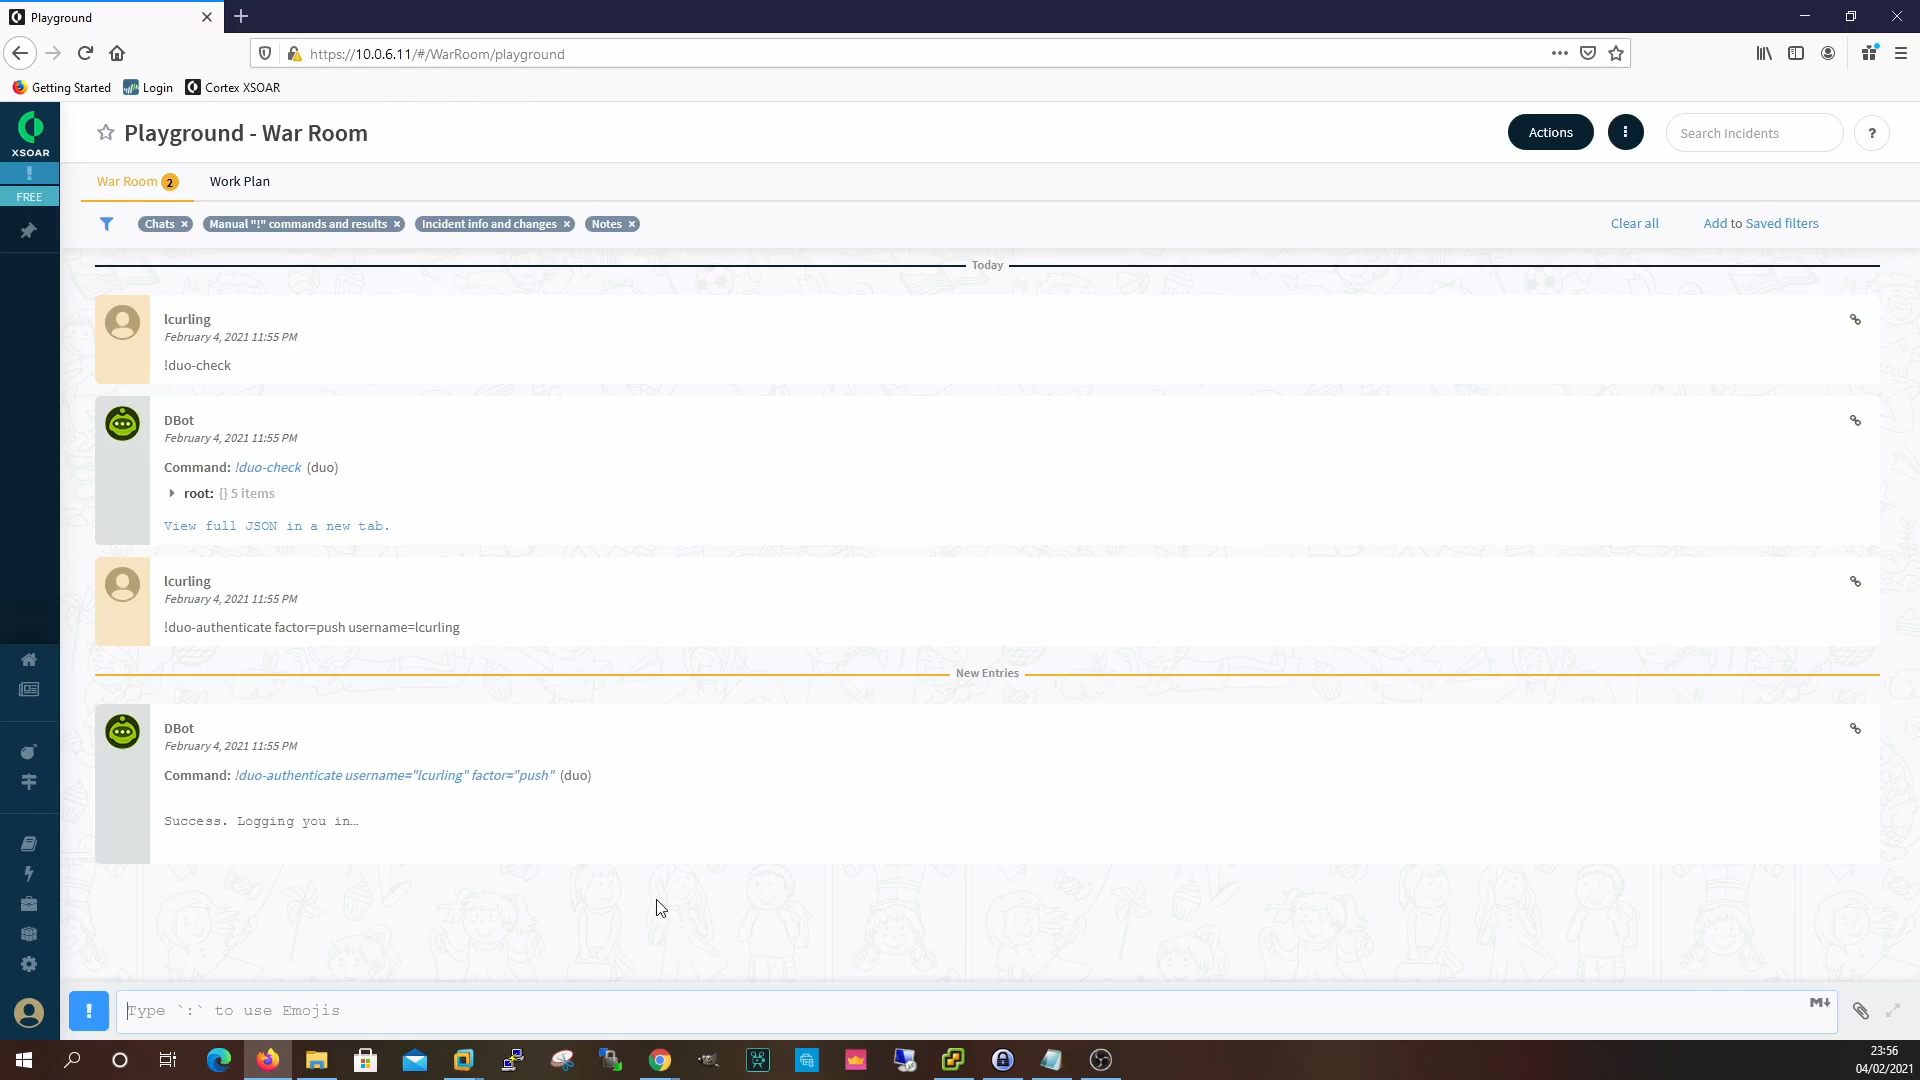 Playground
https://10.0.6.11/#/WarRoom/playground
Getting Started
Login
Cortex XSOAR
XSOAR
!
FREE
Playground - War Room
Actions
Search Incidents
?
War Room 2
Work Plan
Chats ×
Manual "!" commands and results ×
Incident info and changes ×
Notes ×
Clear all
Add to Saved filters
Today
lcurling
February 4, 2021 11:55 PM
!duo-check
DBot
February 4, 2021 11:55 PM
Command: !duo-check (duo)
root: {} 5 items
View full JSON in a new tab.
lcurling
February 4, 2021 11:55 PM
!duo-authenticate factor=push username=lcurling
New Entries
DBot
February 4, 2021 11:55 PM
Command: !duo-authenticate username="lcurling" factor="push" (duo)
Success. Logging you in…
!
Type `:` to use Emojis
M
23:56
04/02/2021